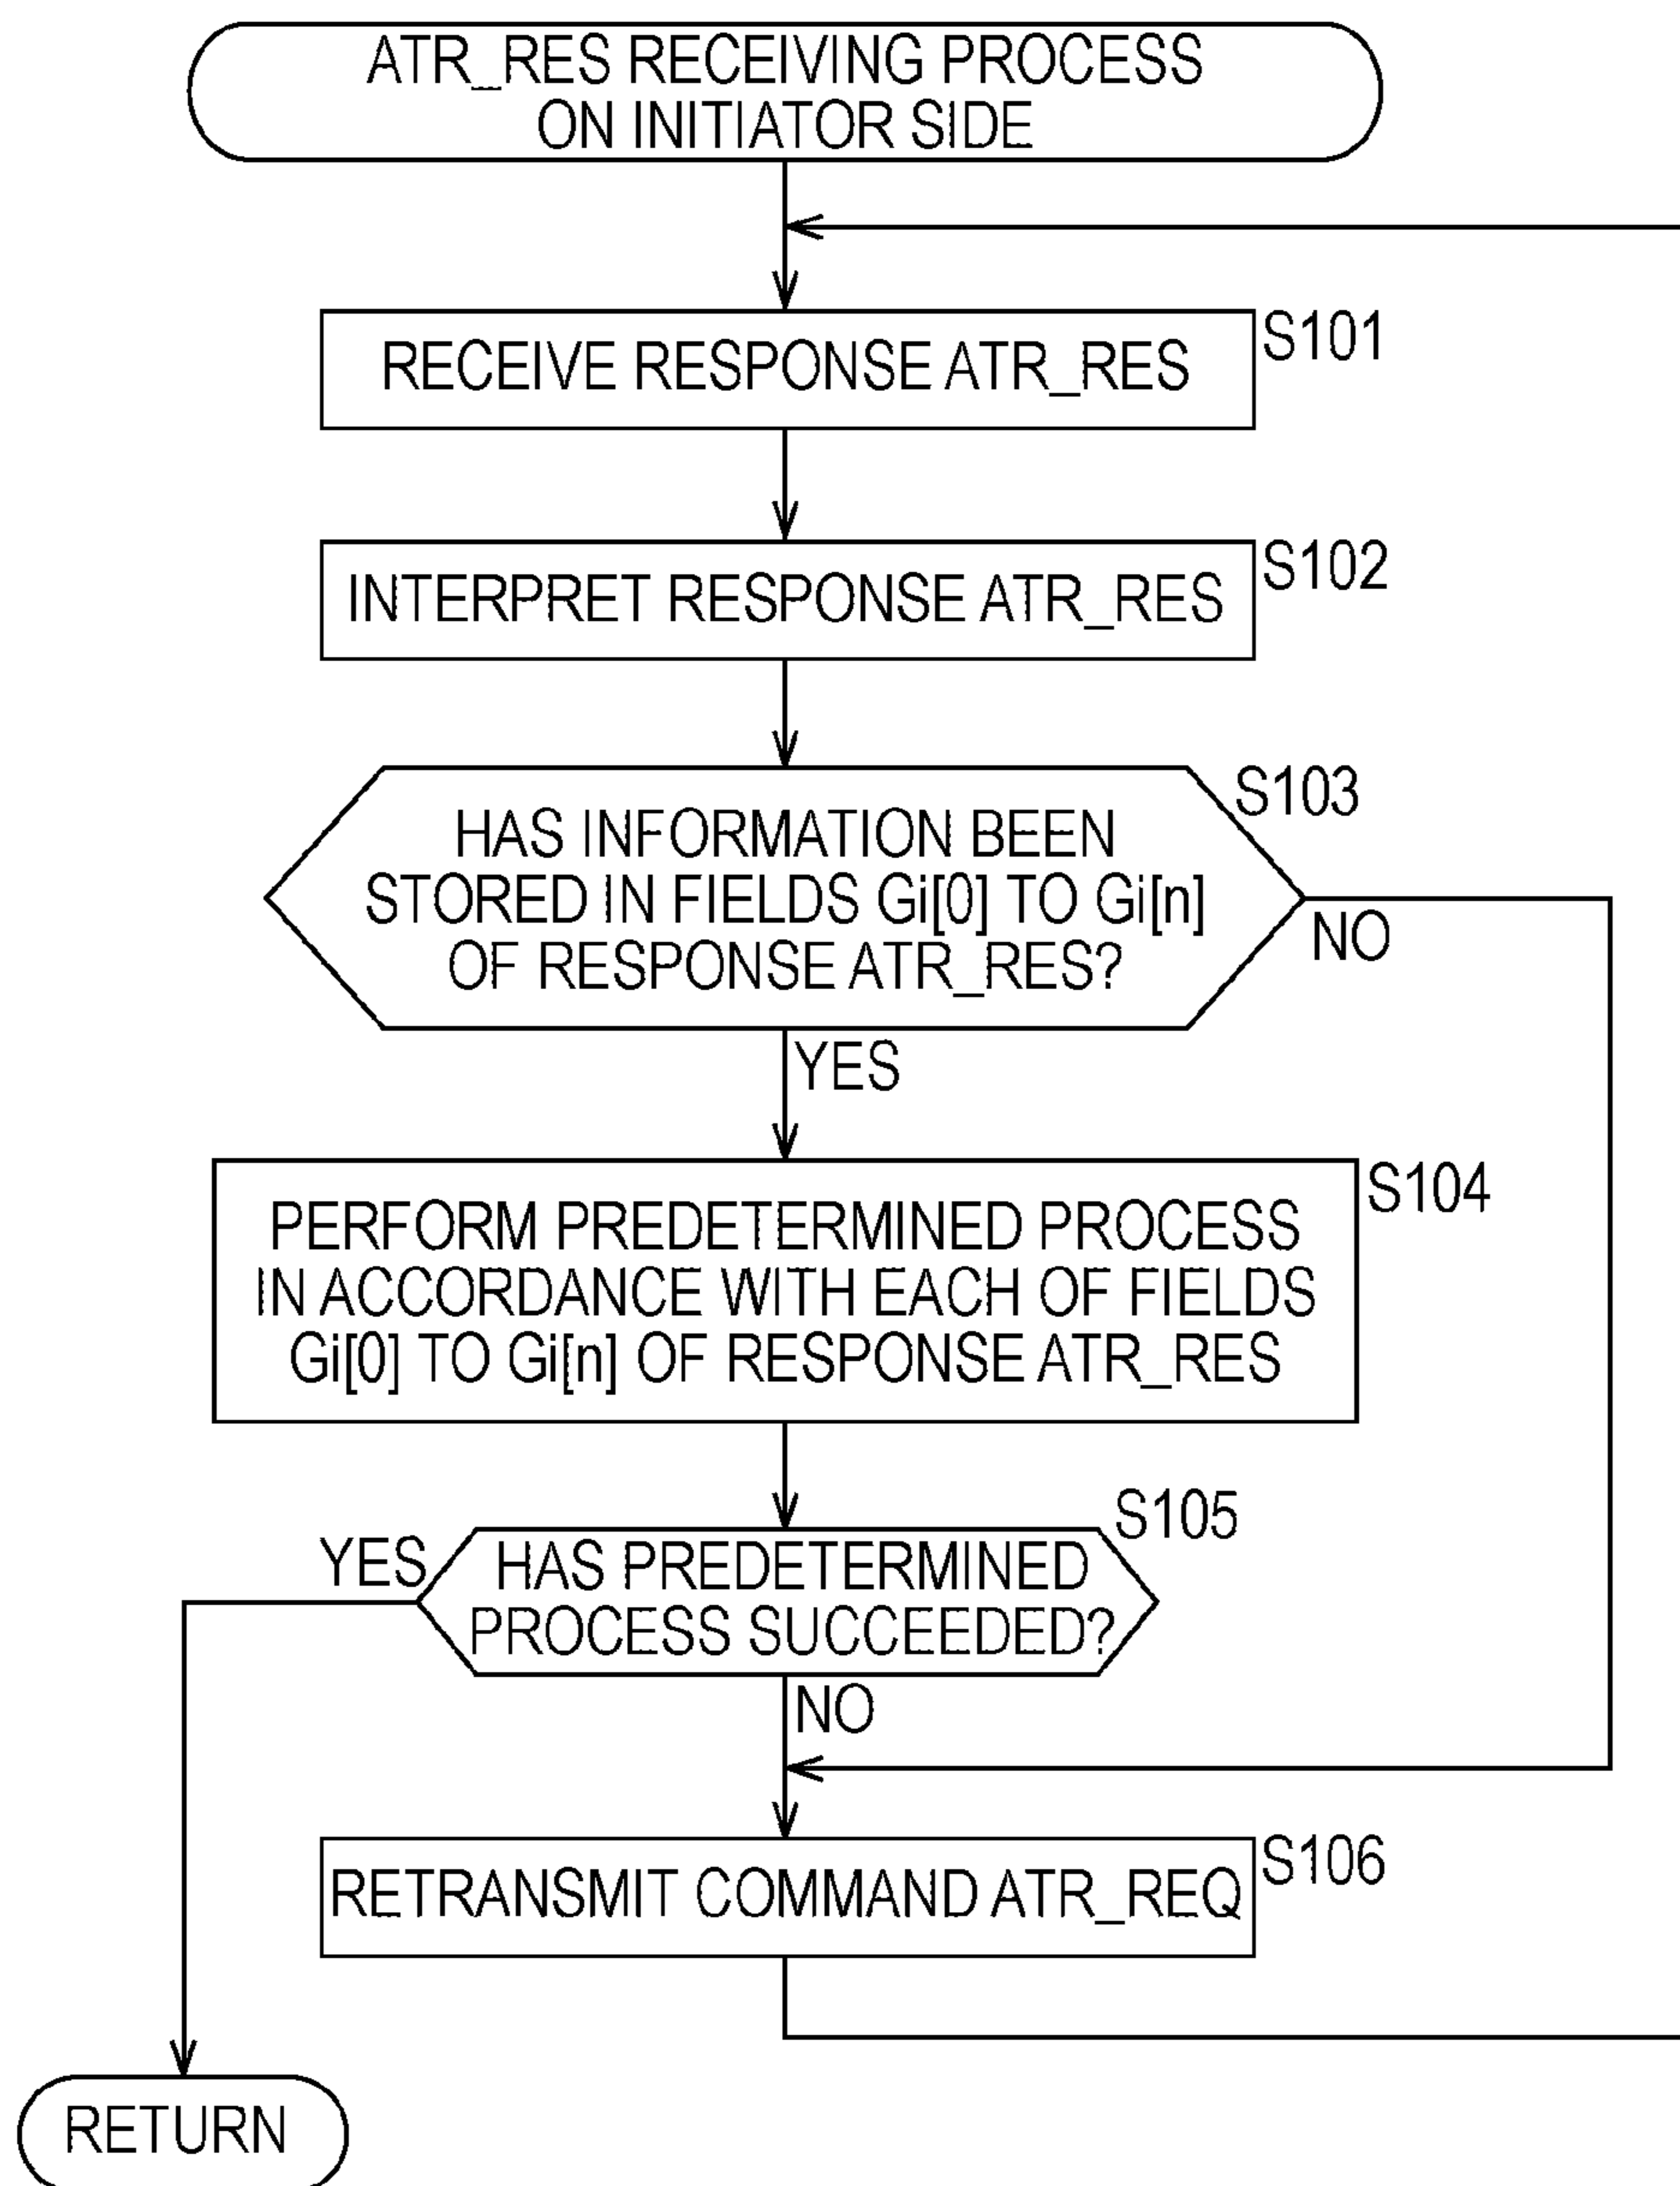 ATR_RES RECEIVING PROCESS
ON INITIATOR SIDE
RECEIVE RESPONSE ATR_RES
S101
INTERPRET RESPONSE ATR_RES
S102
HAS INFORMATION BEEN
STORED IN FIELDS Gi[0] TO Gi[n]
OF RESPONSE ATR_RES?
S103
NO
YES
PERFORM PREDETERMINED PROCESS
IN ACCORDANCE WITH EACH OF FIELDS
Gi[0] TO Gi[n] OF RESPONSE ATR_RES
S104
HAS PREDETERMINED
PROCESS SUCCEEDED?
S105
YES
NO
RETRANSMIT COMMAND ATR_REQ
S106
RETURN